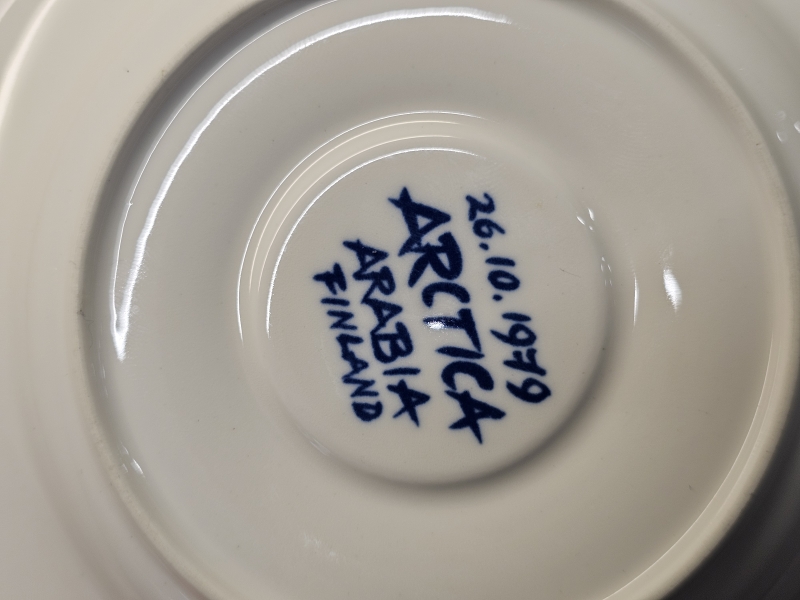 26.10.1979
ARCTICA
ARABIA
FINLAND